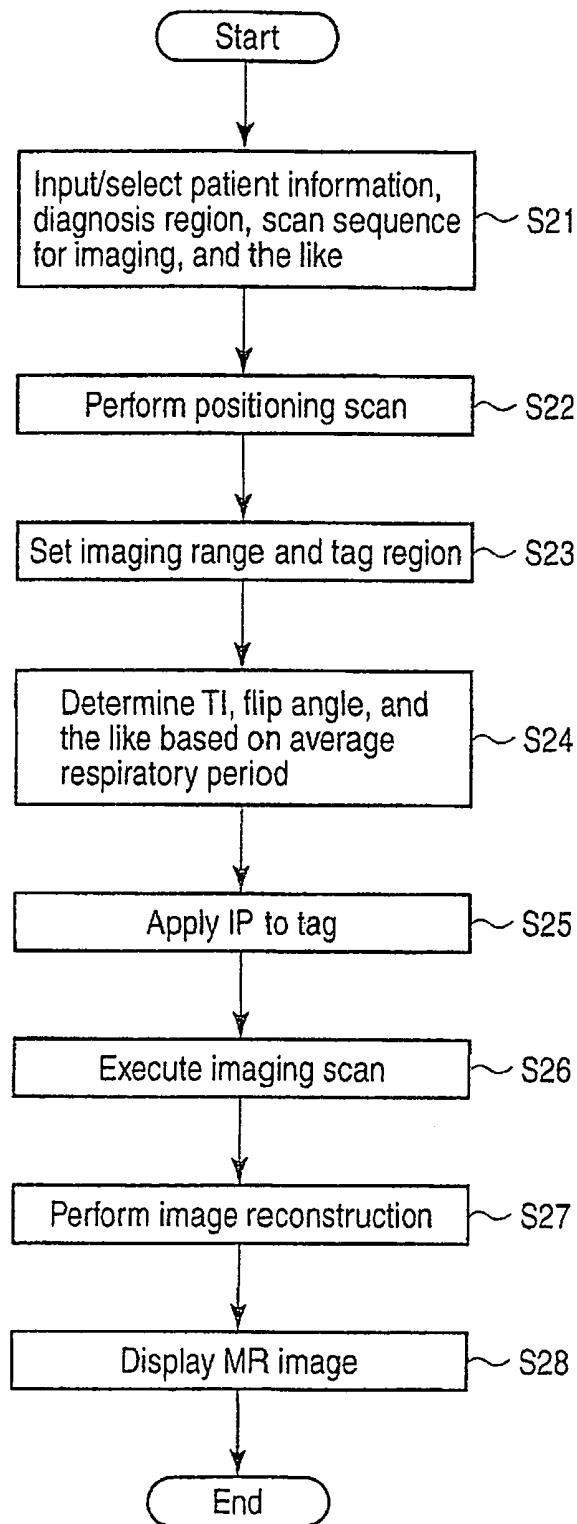 Start
Input/select patient information,
diagnosis region, scan sequence
for imaging, and the like
S21
Perform positioning scan
S22
Set imaging range and tag region
S23
Determine TI, flip angle, and
the like based on average
respiratory period
S24
Apply IP to tag
S25
Execute imaging scan
S26
Perform image reconstruction
S27
Display MR image
S28
End